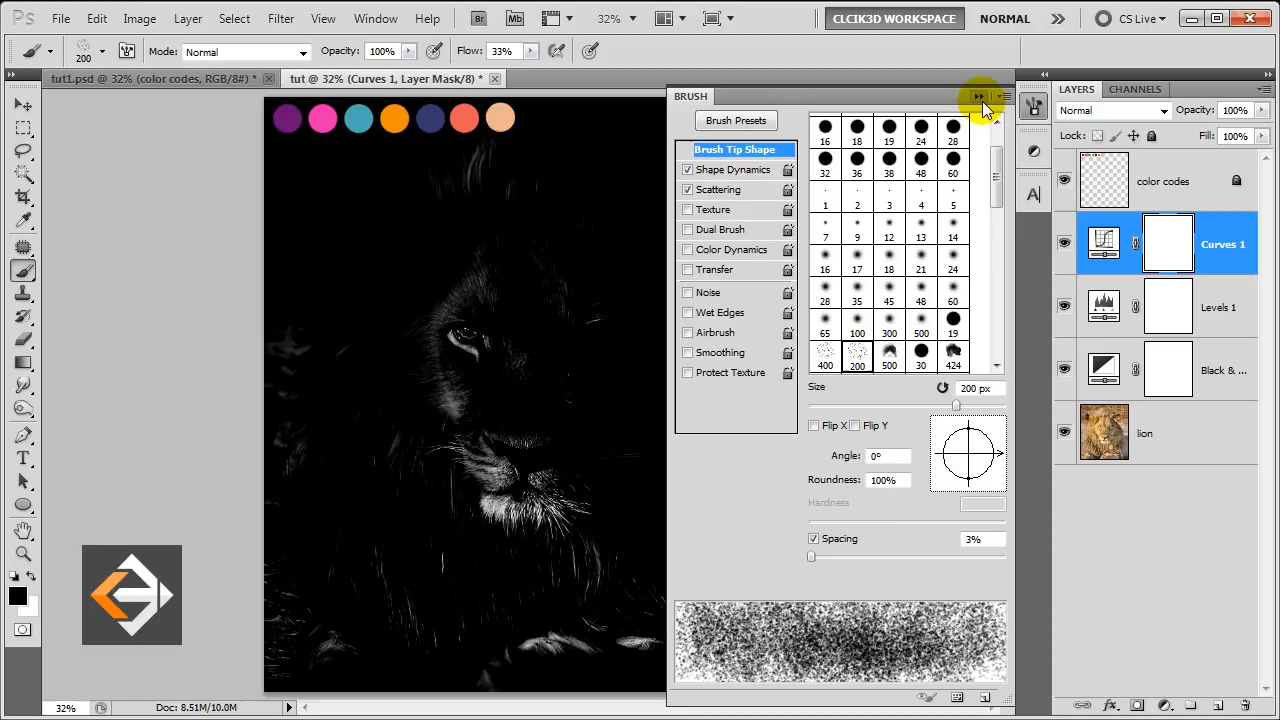 Ps File Edit Image Layer Select Filter View Window Help Br Mb 32% CLCIK3D WORKSPACE NORMAL CS Live
200 Mode: Normal Opacity: 100% Flow: 33%
tut1.psd @ 32% (color codes, RGB/8#) * tut @ 32% (Curves 1, Layer Mask/8) *
BRUSH
Brush Presets
Brush Tip Shape
Shape Dynamics
Scattering
Texture
Dual Brush
Color Dynamics
Transfer
Noise
Wet Edges
Airbrush
Smoothing
Protect Texture
16 18 19 24 28
32 36 38 48 60
1 2 3 4 5
7 9 12 13 14
16 17 18 21 24
28 35 45 48 60
65 100 300 500 19
400 200 500 30 424
Size 200 px
Flip X Flip Y
Angle: 0°
Roundness: 100%
Hardness
Spacing 3%
LAYERS CHANNELS
Normal Opacity: 100%
Lock: Fill: 100%
color codes
Curves 1
Levels 1
Black & ...
lion
A
T
32% Doc: 8.51M/10.0M